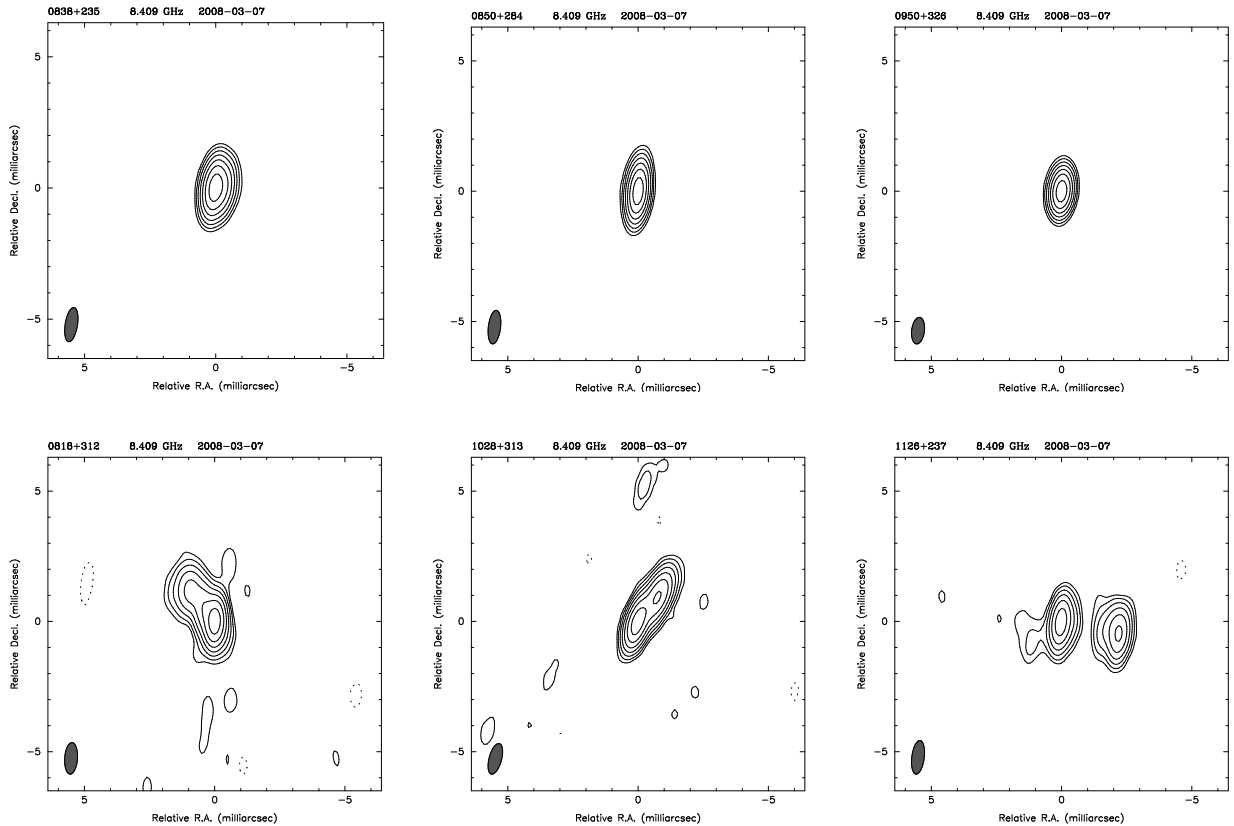 0838+235 8.409 GHz 2008-03-07
0850+284 8.409 GHz 2008-03-07
0950+326 8.409 GHz 2008-03-07
5
0
-5
Relative Decl. (milliarcsec)
5 0 -5
Relative R.A. (milliarcsec)
5
0
-5
Relative Decl. (milliarcsec)
5 0 -5
Relative R.A. (milliarcsec)
5
0
-5
Relative Decl. (milliarcsec)
5 0 -5
Relative R.A. (milliarcsec)
0818+312 8.409 GHz 2008-03-07
1028+313 8.409 GHz 2008-03-07
1126+237 8.409 GHz 2008-03-07
5
0
-5
Relative Decl. (milliarcsec)
5 0 -5
Relative R.A. (milliarcsec)
5
0
-5
Relative Decl. (milliarcsec)
5 0 -5
Relative R.A. (milliarcsec)
5
0
-5
Relative Decl. (milliarcsec)
5 0 -5
Relative R.A. (milliarcsec)